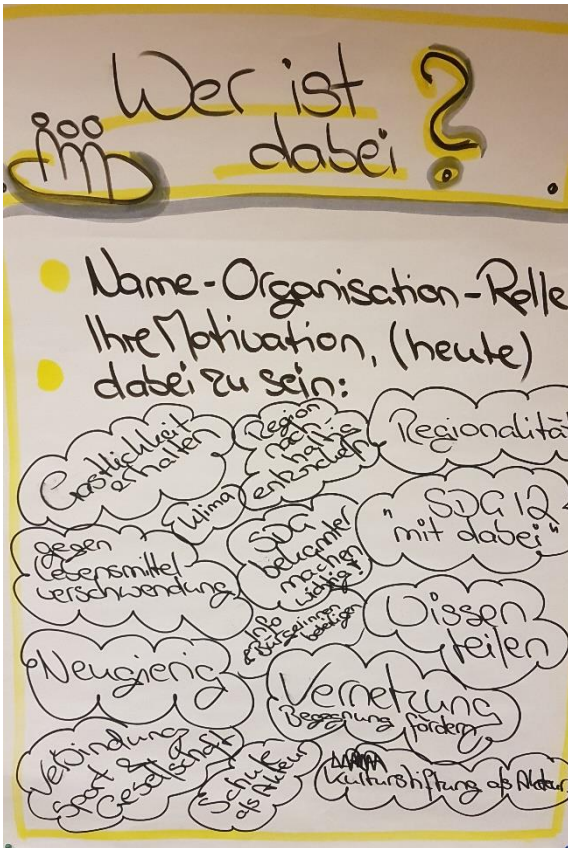 Wer ist
dabei ?
Name-Organisation-Rolle
Ihre Motivation, (heute)
dabei zu sein:
erhalten
Region
nach-
haltig
entwickeln
Regionalität
Klima
gegen
Lebensmittel
verschwendung
SDG
bekannter
machen
wichtig!
SDG 12
"mit dabei"
Info
BürgerInnen
beteiligen
Wissen
teilen
Neugierig
Vernetzung
Begegnung fördern
Verbindung
Sport &
Gesellschaft
Schule
als Akteur
Kulturstiftung als Akteur